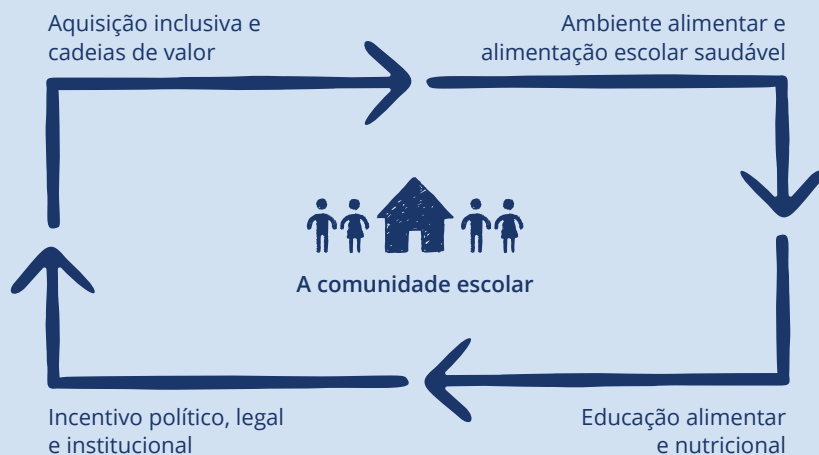 Aquisição inclusiva e
cadeias de valor
Ambiente alimentar e
alimentação escolar saudável
A comunidade escolar
Incentivo político, legal
e institucional
Educação alimentar
e nutricional